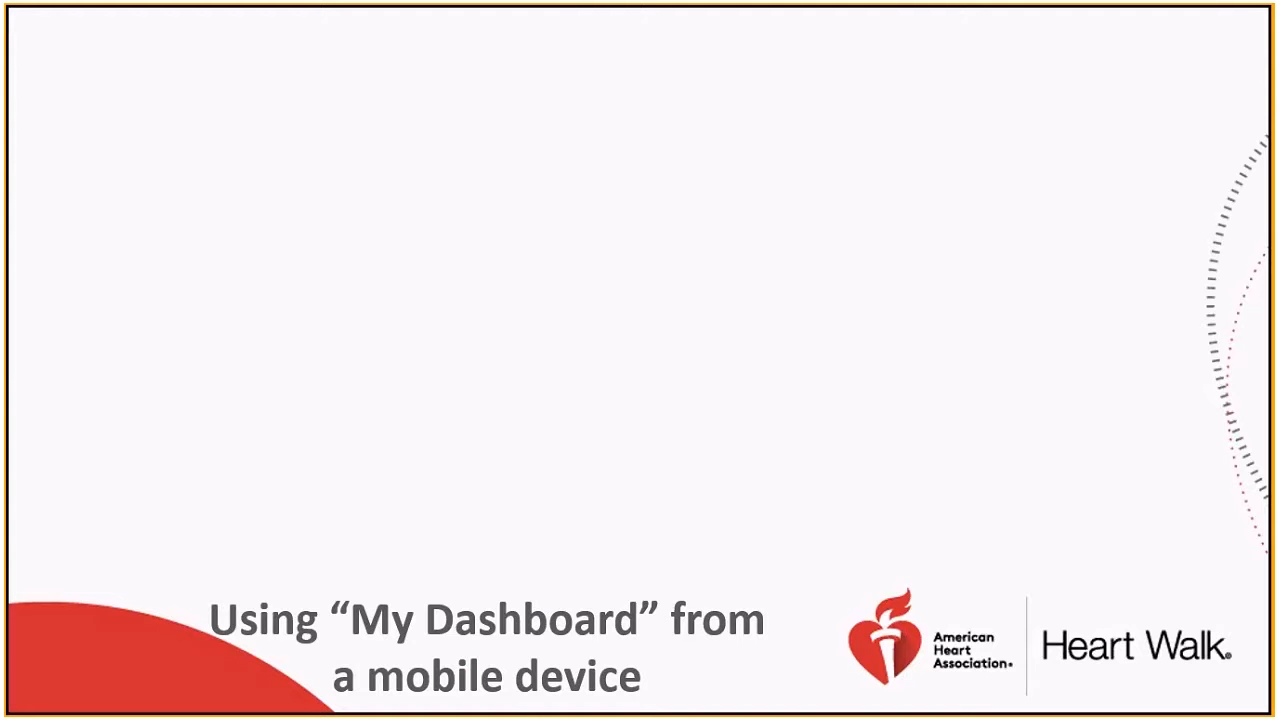 Using “My Dashboard” from
a mobile device
American
Heart
Association®
Heart Walk®